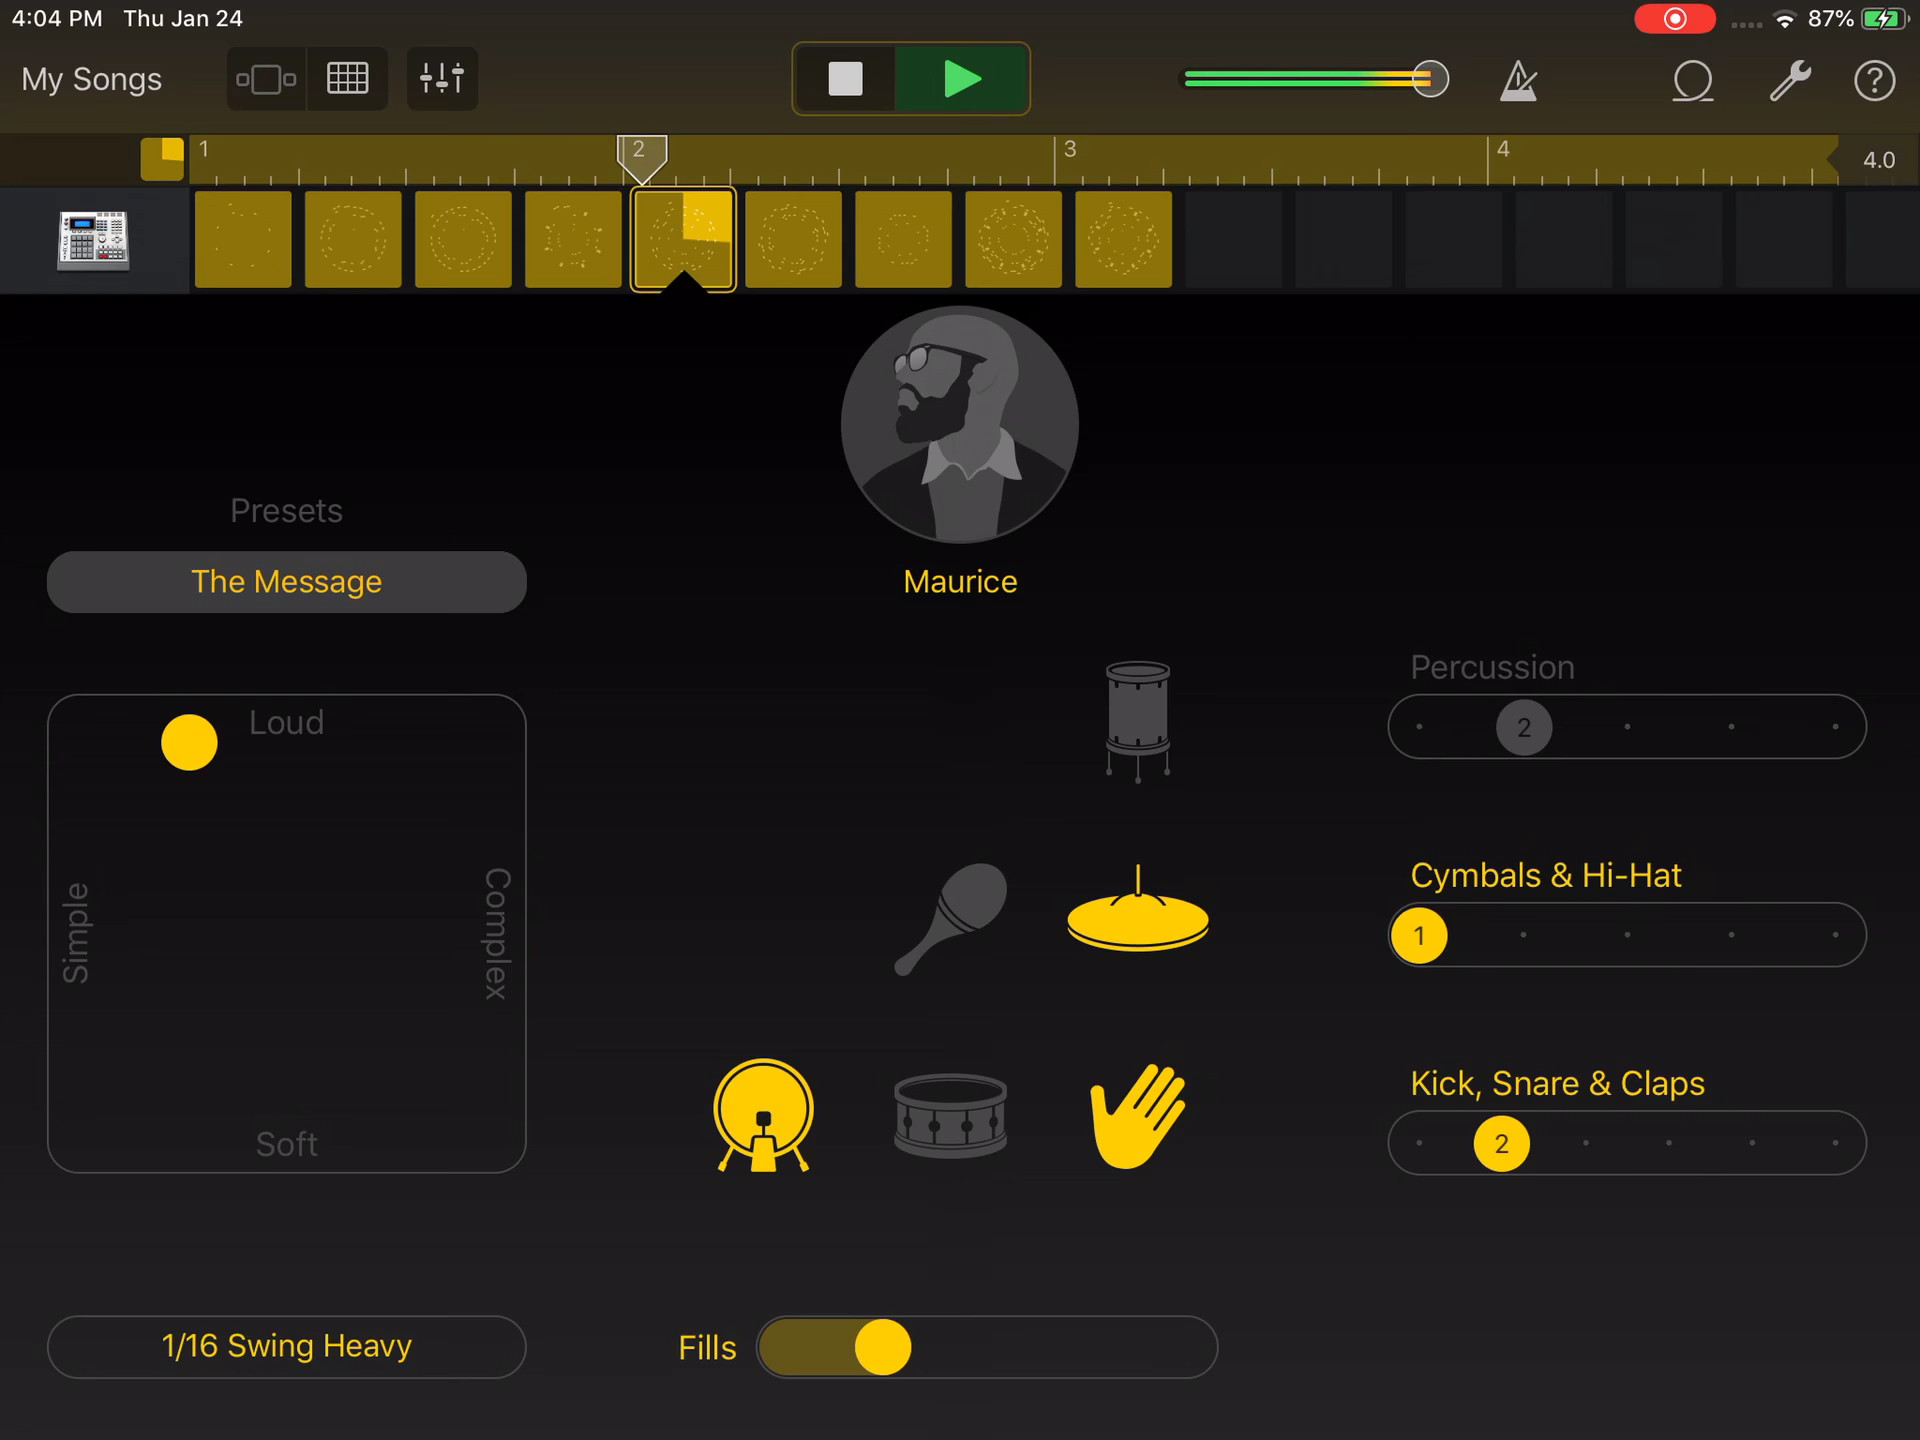 4:04 PM Thu Jan 24
87%
My Songs
1 2 3 4 4.0
Presets
The Message
Maurice
Loud
Simple
Complex
Soft
Percussion
2
Cymbals & Hi-Hat
1
Kick, Snare & Claps
2
1/16 Swing Heavy
Fills